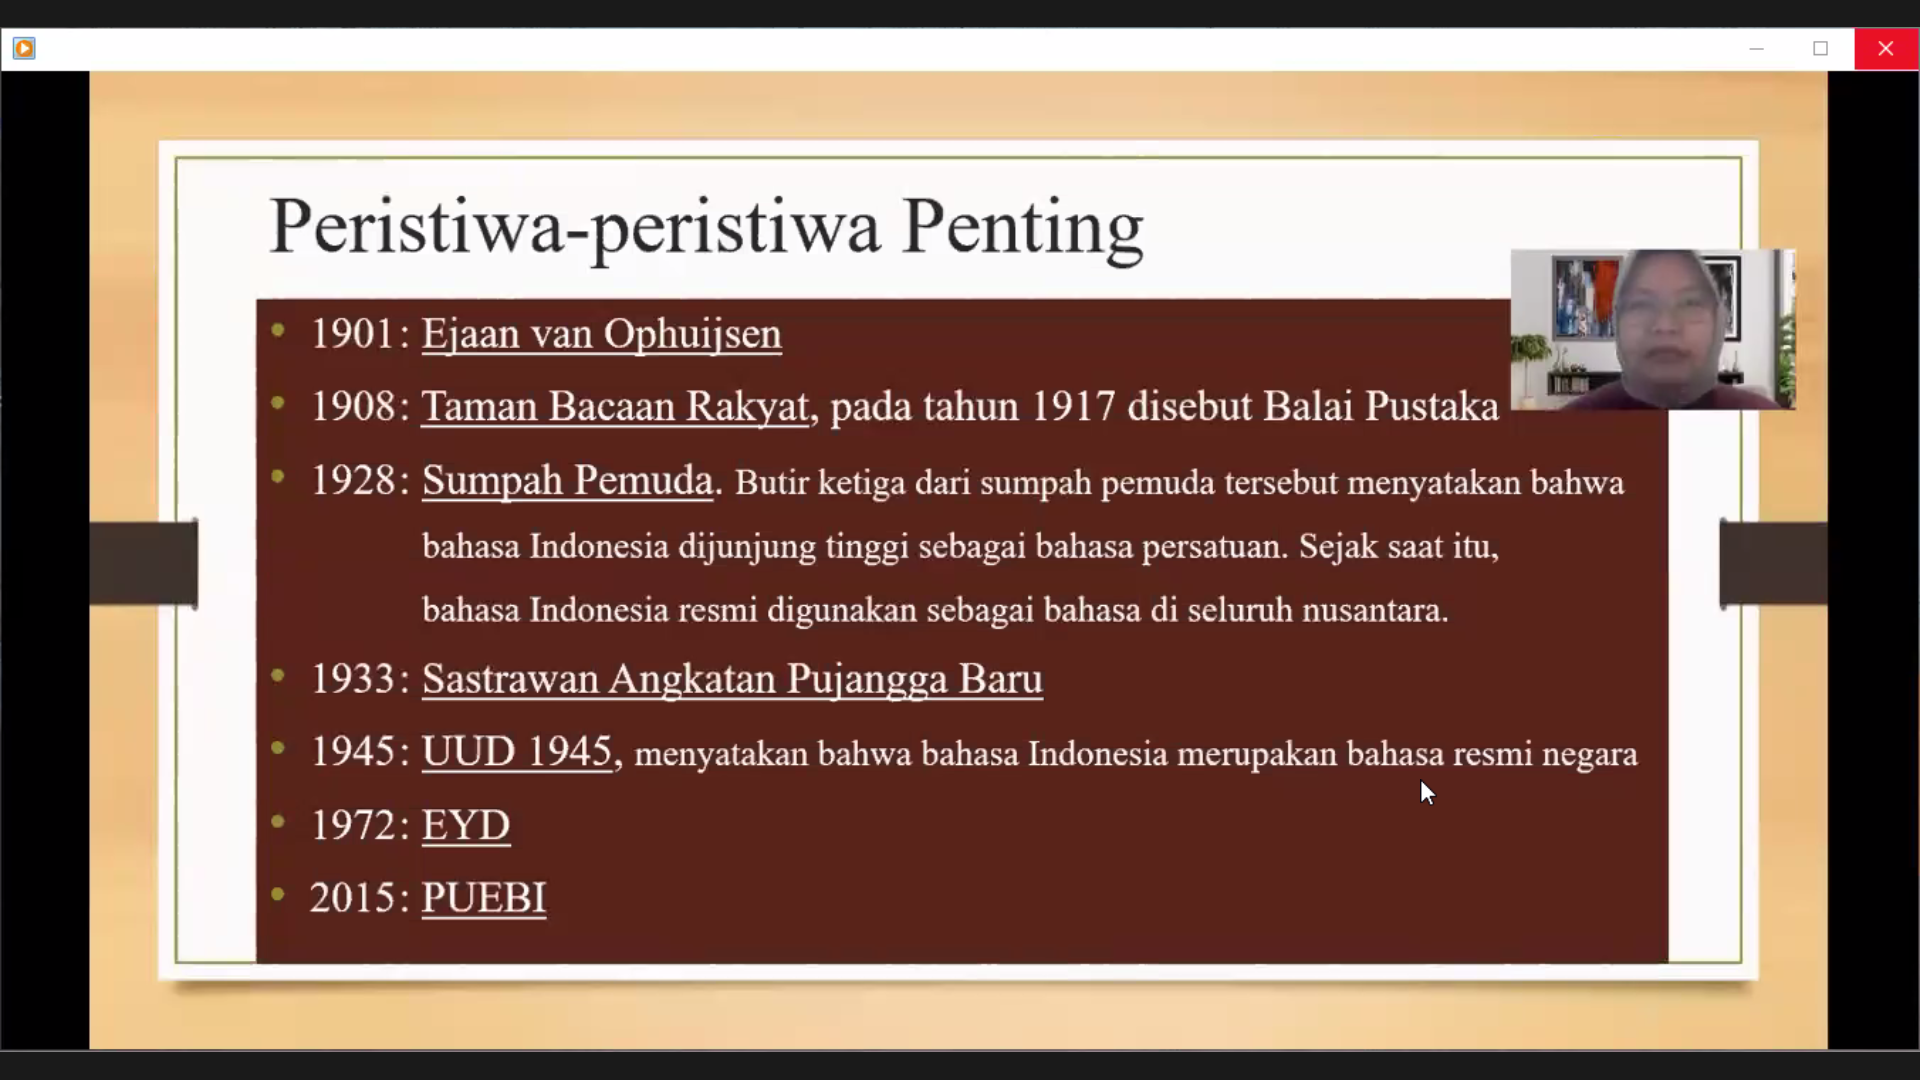 Peristiwa-peristiwa Penting
• 1901: Ejaan van Ophuijsen
• 1908: Taman Bacaan Rakyat, pada tahun 1917 disebut Balai Pustaka
• 1928: Sumpah Pemuda. Butir ketiga dari sumpah pemuda tersebut menyatakan bahwa
bahasa Indonesia dijunjung tinggi sebagai bahasa persatuan. Sejak saat itu,
bahasa Indonesia resmi digunakan sebagai bahasa di seluruh nusantara.
• 1933: Sastrawan Angkatan Pujangga Baru
• 1945: UUD 1945, menyatakan bahwa bahasa Indonesia merupakan bahasa resmi negara
• 1972: EYD
• 2015: PUEBI